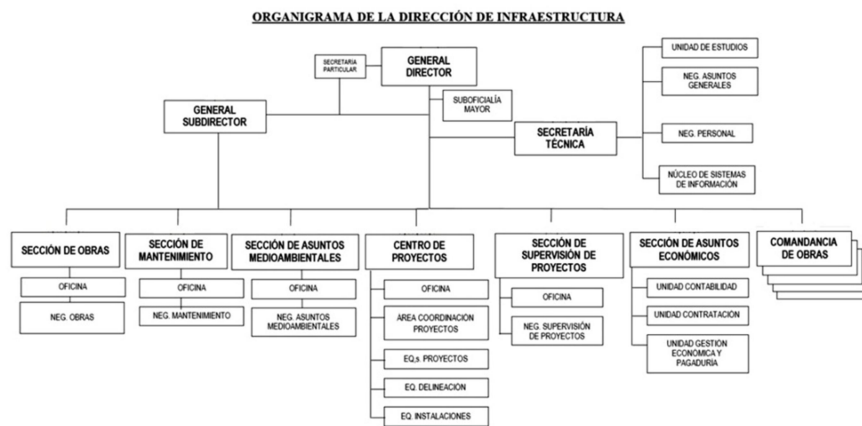 ORGANIGRAMA DE LA DIRECCIÓN DE INFRAESTRUCTURA
SECRETARÍA
PARTICULAR
GENERAL
DIRECTOR
SUBOFICIALÍA
MAYOR
GENERAL
SUBDIRECTOR
SECRETARÍA
TÉCNICA
UNIDAD DE ESTUDIOS
NEG. ASUNTOS
GENERALES
NEG. PERSONAL
NÚCLEO DE SISTEMAS
DE INFORMACIÓN
SECCIÓN DE OBRAS
OFICINA
NEG. OBRAS
SECCIÓN DE
MANTENIMIENTO
OFICINA
NEG. MANTENIMIENTO
SECCIÓN DE ASUNTOS
MEDIOAMBIENTALES
OFICINA
NEG. ASUNTOS
MEDIOAMBIENTALES
CENTRO DE
PROYECTOS
OFICINA
AREA COORDINACIÓN
PROYECTOS
EQ,s. PROYECTOS
EQ. DELINEACIÓN
EQ. INSTALACIONES
SECCIÓN DE
SUPERVISIÓN DE
PROYECTOS
OFICINA
NEG. SUPERVISIÓN
DE PROYECTOS
SECCIÓN DE ASUNTOS
ECONÓMICOS
UNIDAD CONTABILIDAD
UNIDAD CONTRATACIÓN
UNIDAD GESTIÓN
ECONÓMICA Y
PAGADURÍA
COMANDANCIA
DE OBRAS